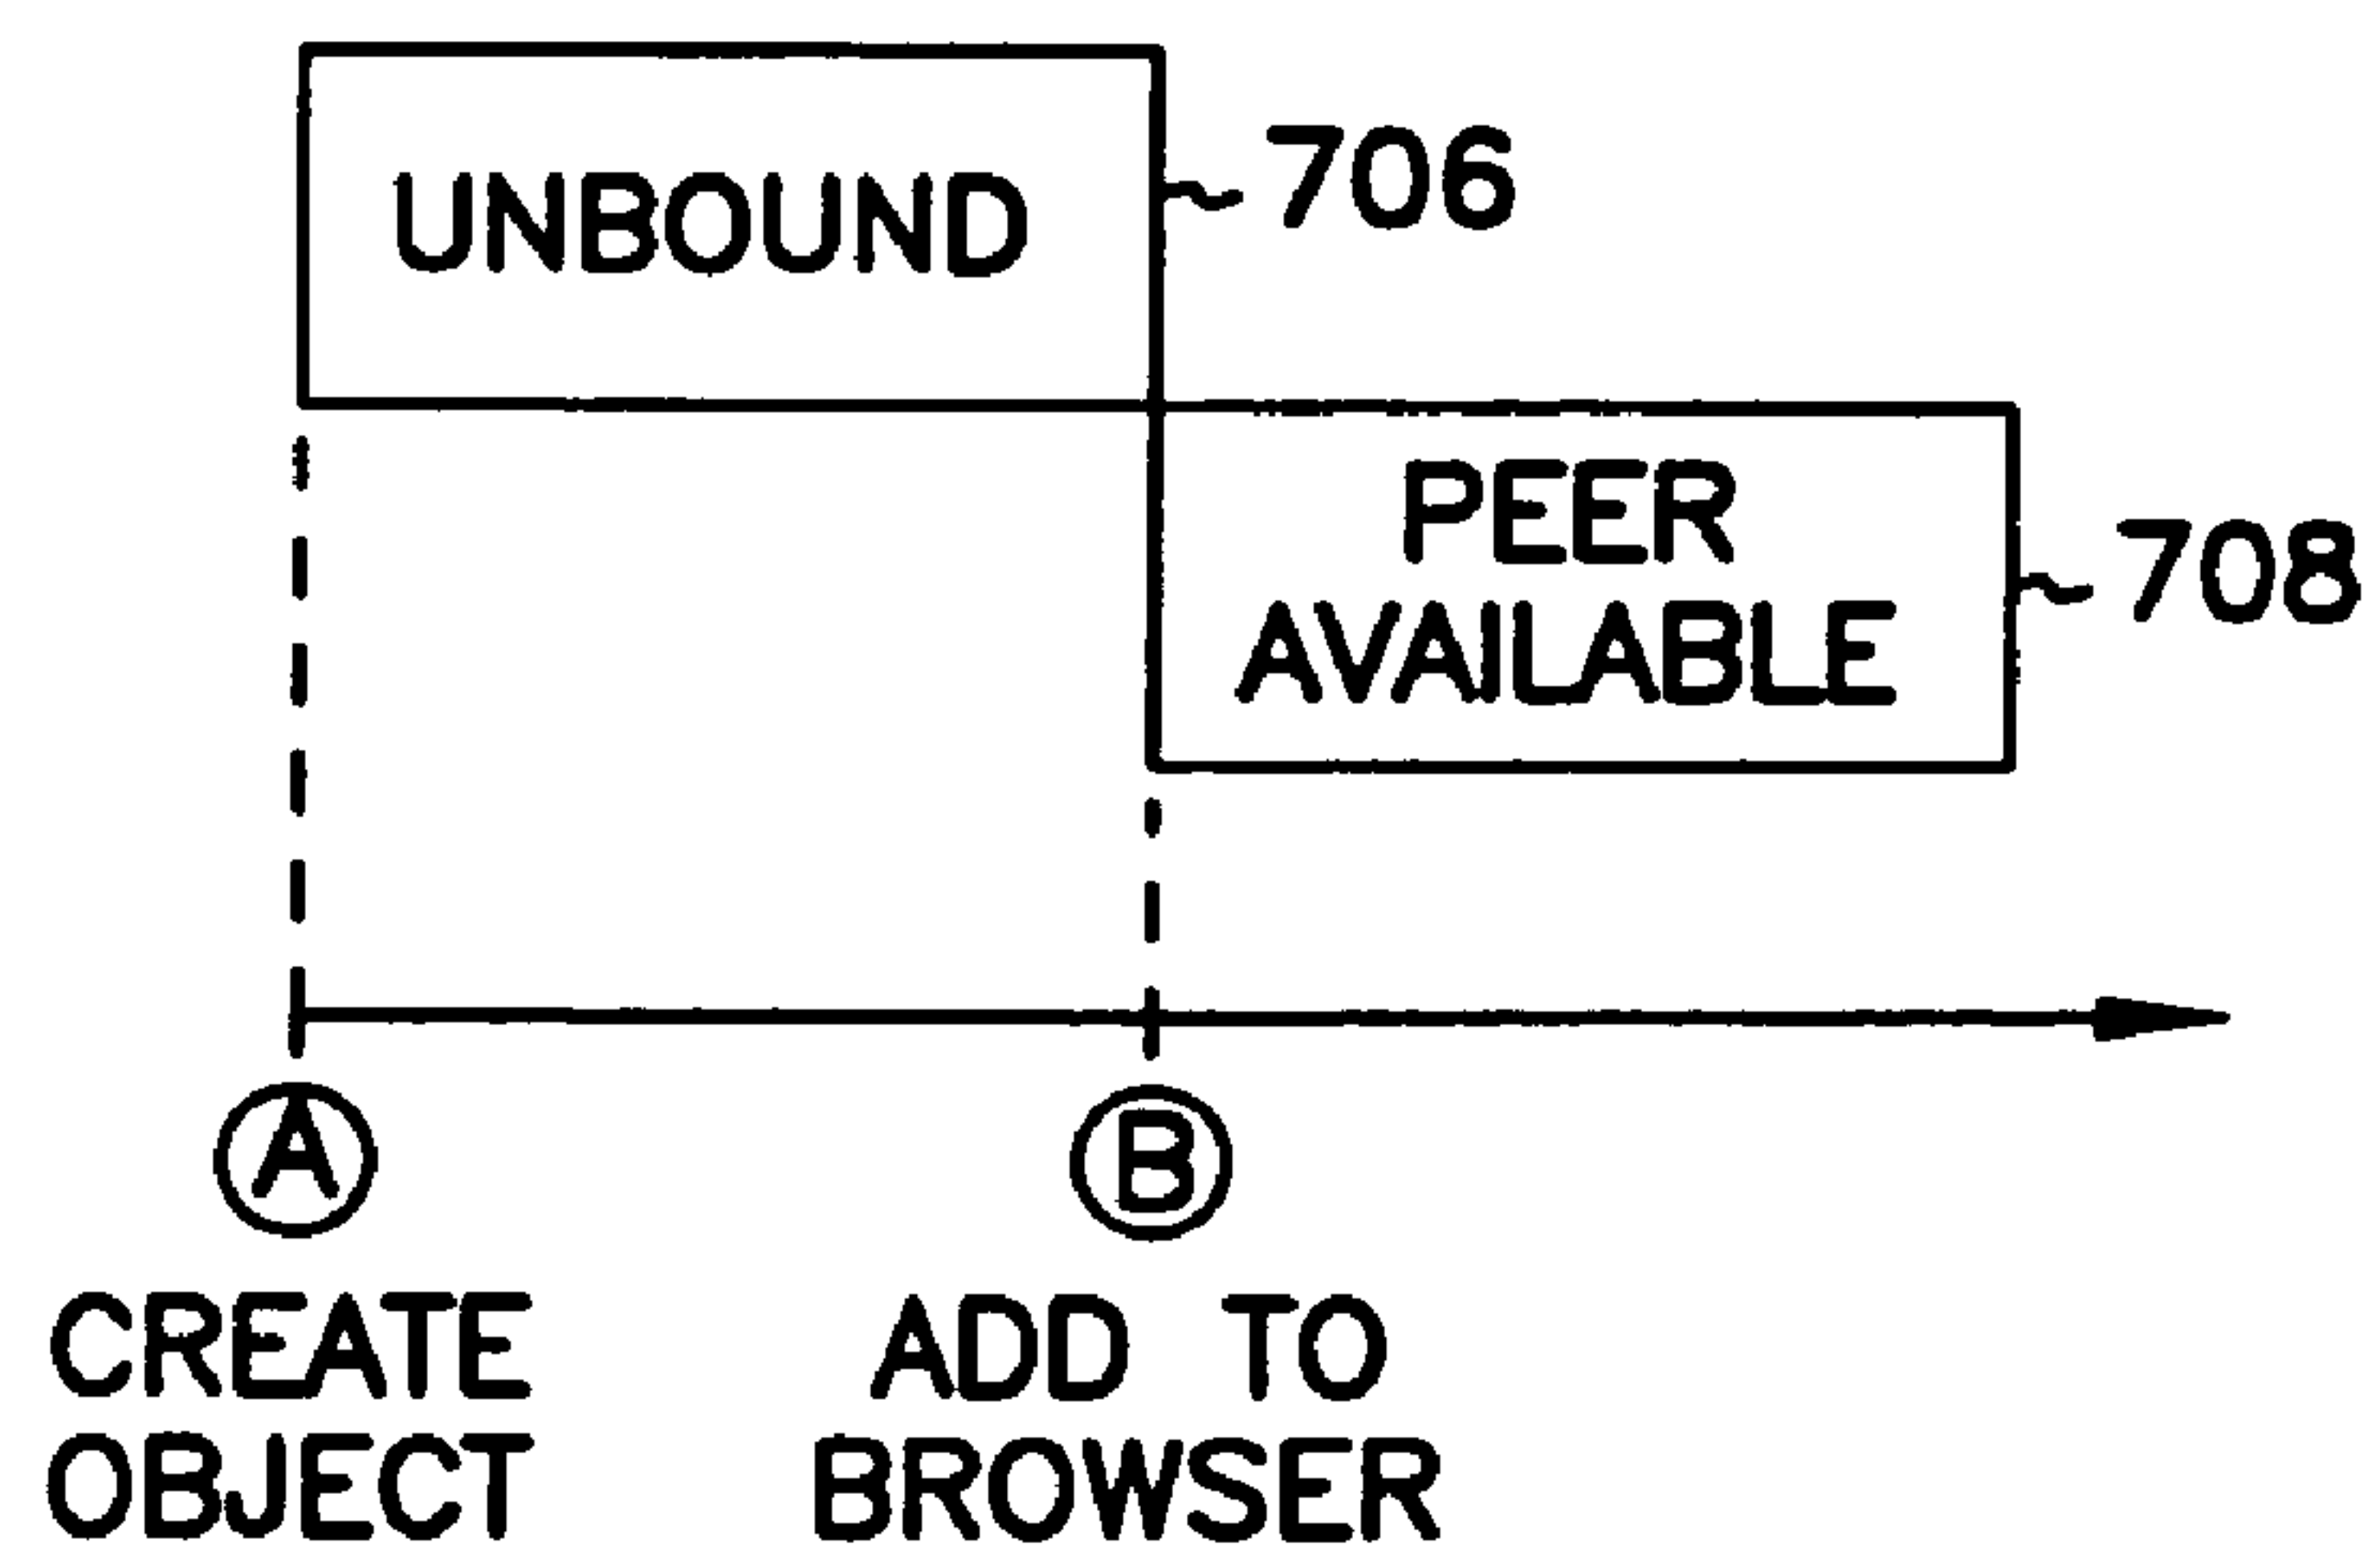 UNBOUND
706
PEER
AVAILABLE
708
A
B
CREATE
OBJECT
ADD TO
BROWSER